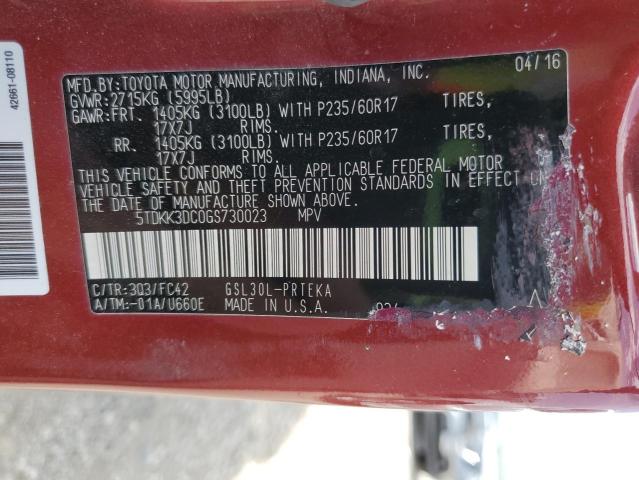 42661-08110
MFD.BY:TOYOTA MOTOR MANUFACTURING, INDIANA, INC. 04/16
GVWR:2715KG (5995LB)
GAWR:FRT. 1405KG (3100LB) WITH P235/60R17 TIRES,
17X7J RIMS.
RR. 1405KG (3100LB) WITH P235/60R17 TIRES,
17X7J RIMS.
THIS VEHICLE CONFORMS TO ALL APPLICABLE FEDERAL MOTOR
VEHICLE SAFETY AND THEFT PREVENTION STANDARDS IN EFFECT ON
THE DATE OF MANUFACTURE SHOWN ABOVE.
5TDKK3DC0GS730023 MPV
C/TR:3Q3/FC42 GSL30L-PRTEKA
A/TM:-01A/U660E MADE IN U.S.A.